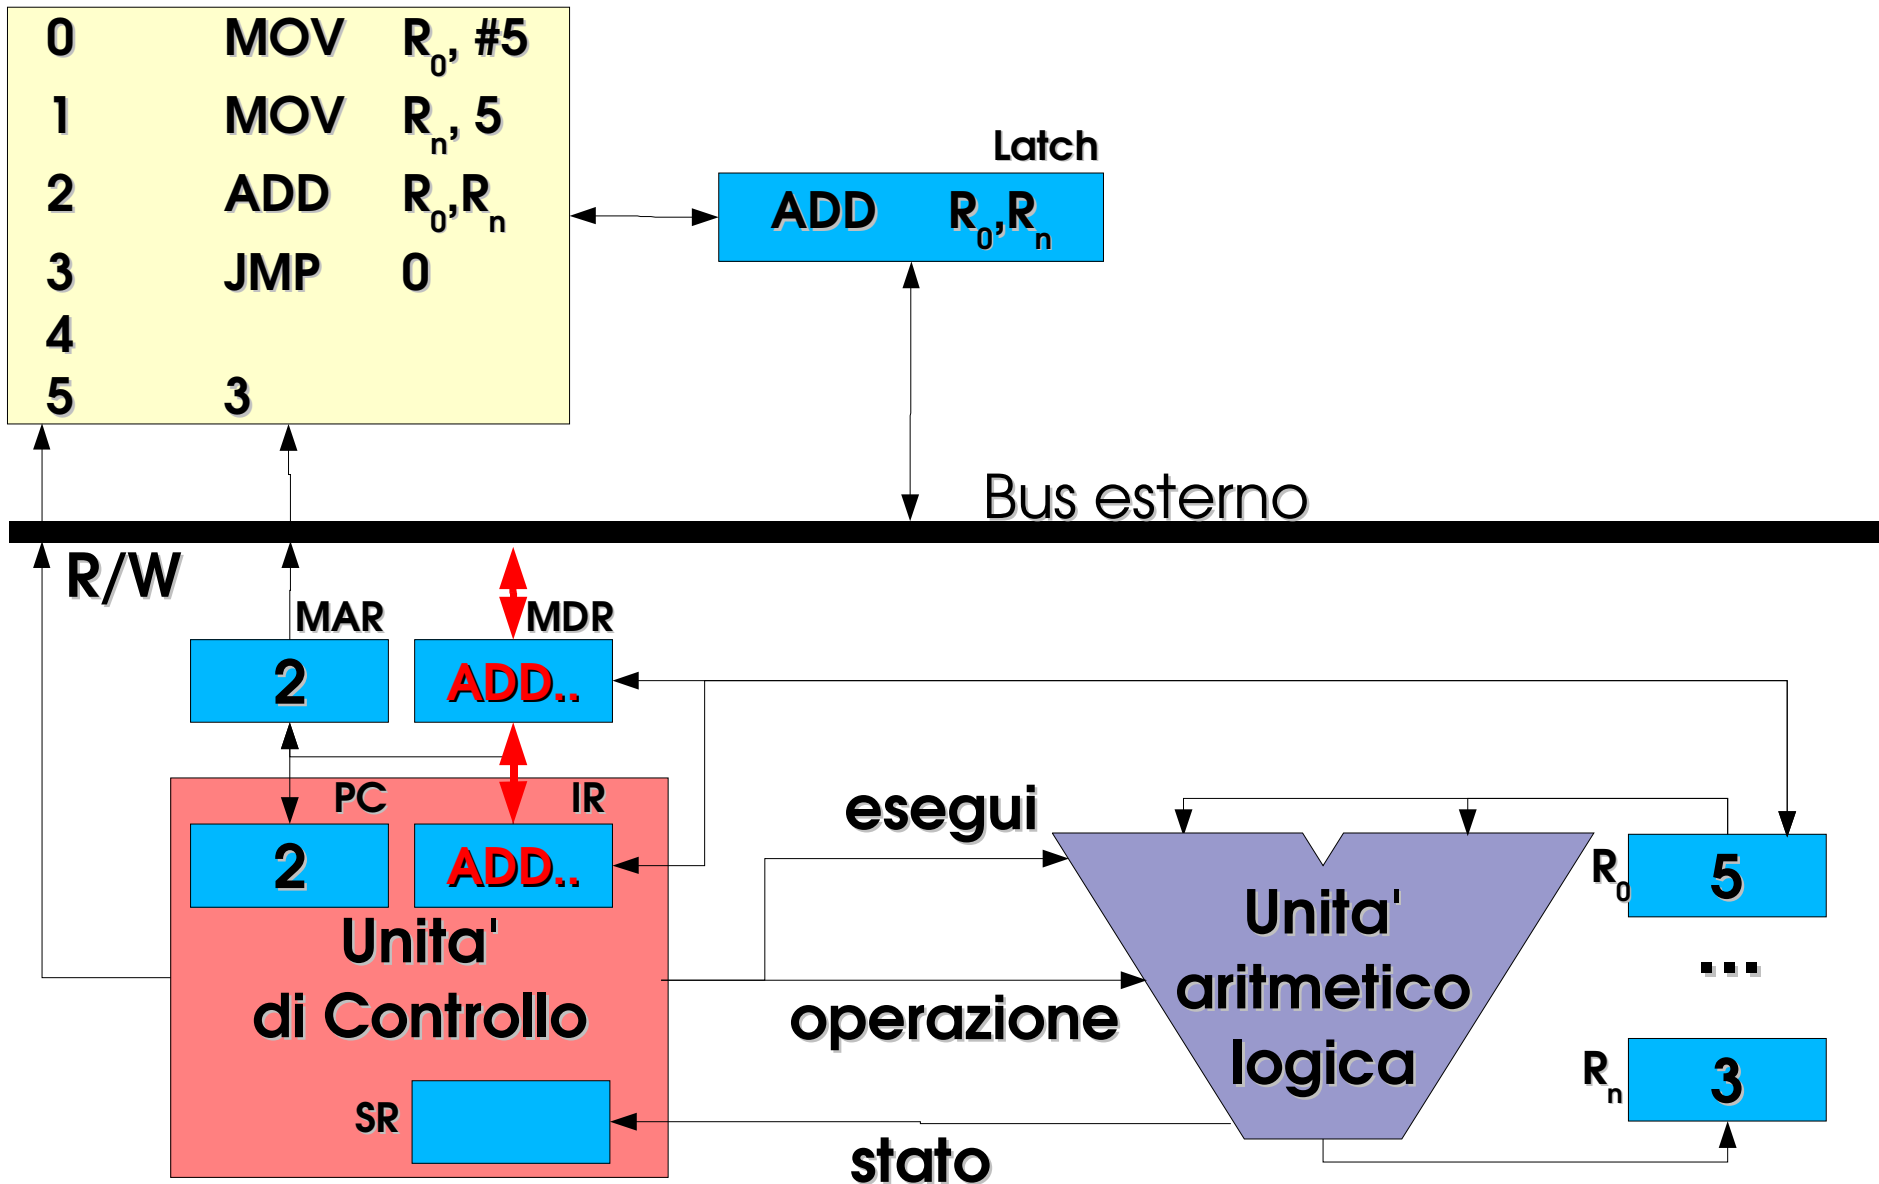 0 MOV R0, #5
1 MOV Rn, 5
2 ADD R0,Rn
3 JMP 0
4
5 3
Latch
ADD R0,Rn
Bus esterno
R/W
MAR
2
MDR
ADD..
PC
2
IR
ADD..
Unita'
di Controllo
SR
esegui
operazione
stato
Unita'
aritmetico
logica
R0 5
...
Rn 3